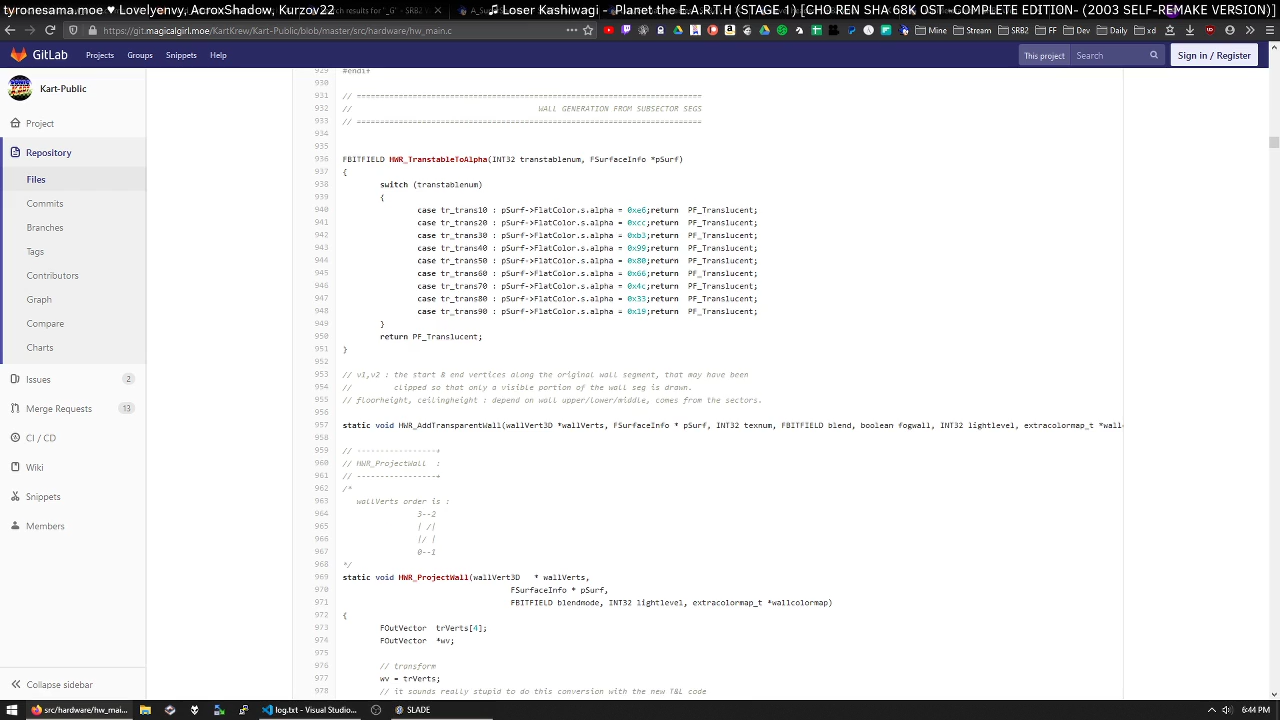 tyronesama.png ♥ Lovelyenvy, AcroxShadow, Kurzoy22
♫ Loser Kashiwagi - Planet the E.A.R.T.H (STAGE 1) [CHO REN SHA 68K OST -COMPLETE EDITION- (2003 SELF-REMAKE VERSION)]
https://git.magicalgirl.moe/KartKrew/Kart-Public/blob/master/src/hardware/hw_main.c
Mine
Stream
SRB2
FF
Dev
Daily
xd
GitLab
Projects
Groups
Snippets
Help
This project
Search
Sign in / Register
Kart-Public
Project
Repository
Files
Commits
Branches
Tags
Contributors
Graph
Compare
Charts
Issues 2
Merge Requests 13
CI / CD
Wiki
Snippets
Members
Collapse sidebar
929 #endif
930
931 // ==========================================================================
932 // WALL GENERATION FROM SUBSECTOR SEGS
933 // ==========================================================================
934
935
936 FBITFIELD HWR_TranstableToAlpha(INT32 transtablenum, FSurfaceInfo *pSurf)
937 {
938 switch (transtablenum)
939 {
940 case tr_trans10 : pSurf->FlatColor.s.alpha = 0xe6;return PF_Translucent;
941 case tr_trans20 : pSurf->FlatColor.s.alpha = 0xcc;return PF_Translucent;
942 case tr_trans30 : pSurf->FlatColor.s.alpha = 0xb3;return PF_Translucent;
943 case tr_trans40 : pSurf->FlatColor.s.alpha = 0x99;return PF_Translucent;
944 case tr_trans50 : pSurf->FlatColor.s.alpha = 0x80;return PF_Translucent;
945 case tr_trans60 : pSurf->FlatColor.s.alpha = 0x66;return PF_Translucent;
946 case tr_trans70 : pSurf->FlatColor.s.alpha = 0x4c;return PF_Translucent;
947 case tr_trans80 : pSurf->FlatColor.s.alpha = 0x33;return PF_Translucent;
948 case tr_trans90 : pSurf->FlatColor.s.alpha = 0x19;return PF_Translucent;
949 }
950 return PF_Translucent;
951 }
952
953 // v1,v2 : the start & end vertices along the original wall segment, that may have been
954 // clipped so that only a visible portion of the wall seg is drawn.
955 // floorheight, ceilingheight : depend on wall upper/lower/middle, comes from the sectors.
956
957 static void HWR_AddTransparentWall(wallVert3D *wallVerts, FSurfaceInfo * pSurf, INT32 texnum, FBITFIELD blend, boolean fogwall, INT32 lightlevel, extracolormap_t *wall
958
959 // -----------------+
960 // HWR_ProjectWall :
961 // -----------------+
962 /*
963 wallVerts order is :
964 3--2
965 | /|
966 |/ |
967 0--1
968 */
969 static void HWR_ProjectWall(wallVert3D * wallVerts,
970 FSurfaceInfo * pSurf,
971 FBITFIELD blendmode, INT32 lightlevel, extracolormap_t *wallcolormap)
972 {
973 FOutVector trVerts[4];
974 FOutVector *wv;
975
976 // transform
977 wv = trVerts;
978 // it sounds really stupid to do this conversion with the new T&L code
src/hardware/hw_mai...
log.txt - Visual Studio...
SLADE
6:44 PM